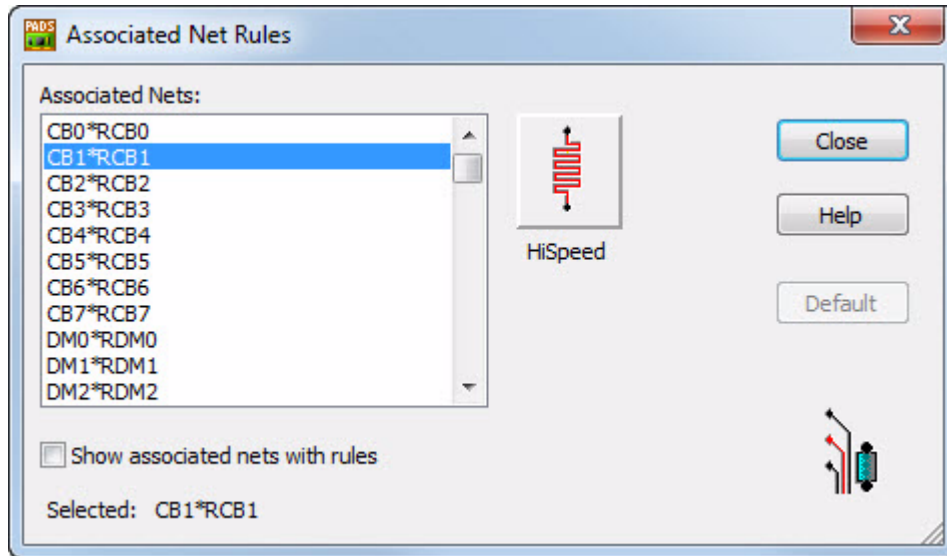 PADS
Associated Net Rules
Associated Nets:
CB0*RCB0
CB1*RCB1
CB2*RCB2
CB3*RCB3
CB4*RCB4
CB5*RCB5
CB6*RCB6
CB7*RCB7
DM0*RDM0
DM1*RDM1
DM2*RDM2
HiSpeed
Close
Help
Default
Show associated nets with rules
Selected: CB1*RCB1